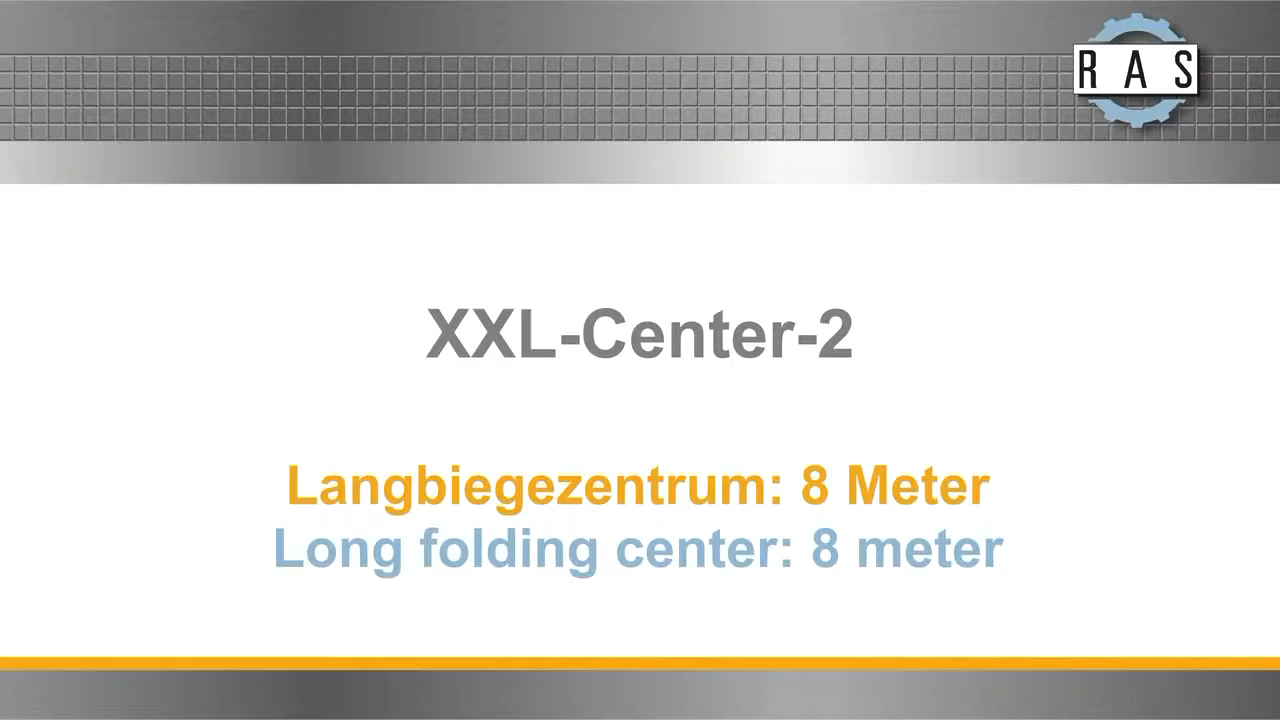 RAS
XXL-Center-2
Langbiegezentrum: 8 Meter
Long folding center: 8 meter